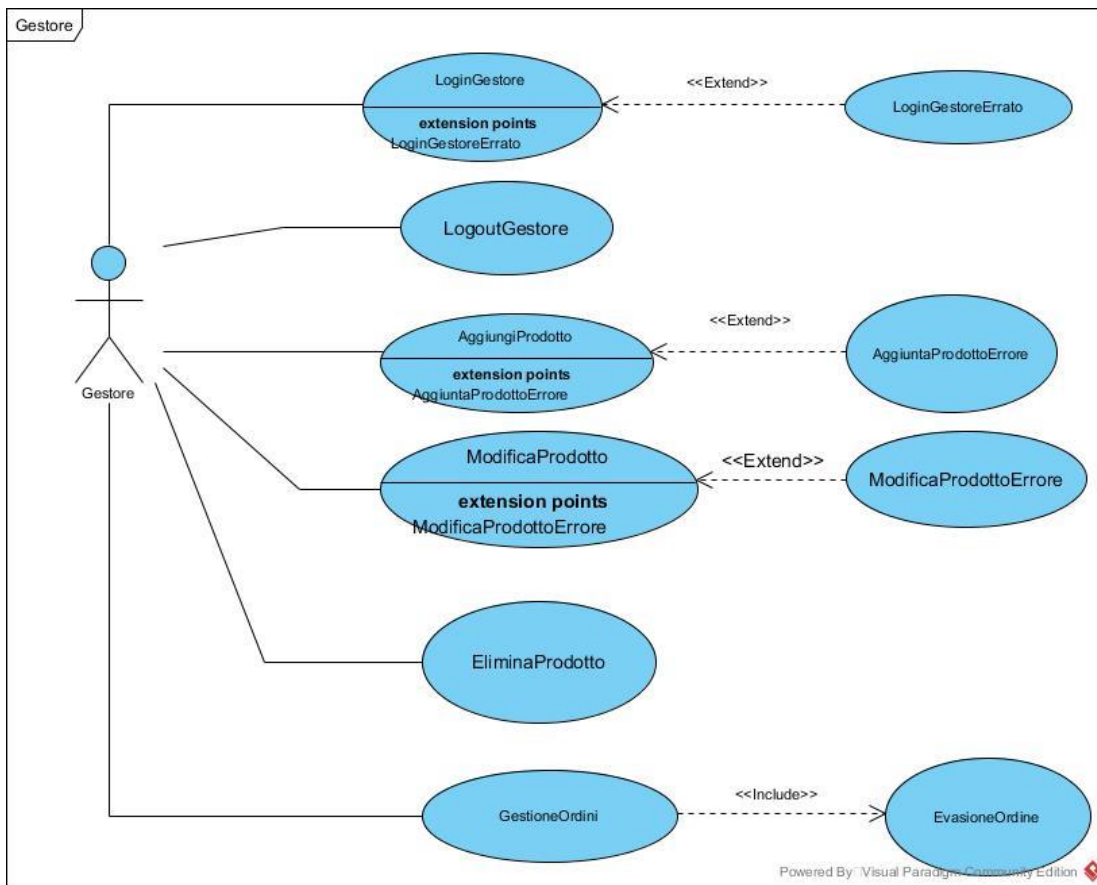 Gestore
LoginGestore
extension points
LoginGestoreErrato
<<Extend>>
LoginGestoreErrato
LogoutGestore
Gestore
AggiungiProdotto
extension points
AggiuntaProdottoErrore
<<Extend>>
AggiuntaProdottoErrore
ModificaProdotto
extension points
ModificaProdottoErrore
<<Extend>>
ModificaProdottoErrore
EliminaProdotto
GestioneOrdini
<<Include>>
EvasioneOrdine
Powered By Visual Paradigm Community Edition